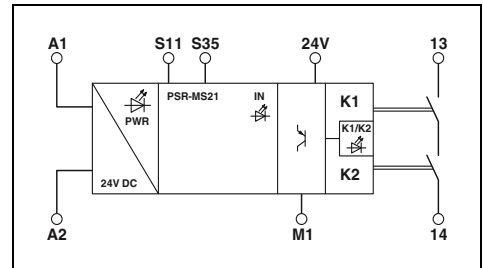 A1 S11 S35 24V 13
PSR-MS21 IN K1
PWR K1/K2
24V DC K2
A2 M1 14